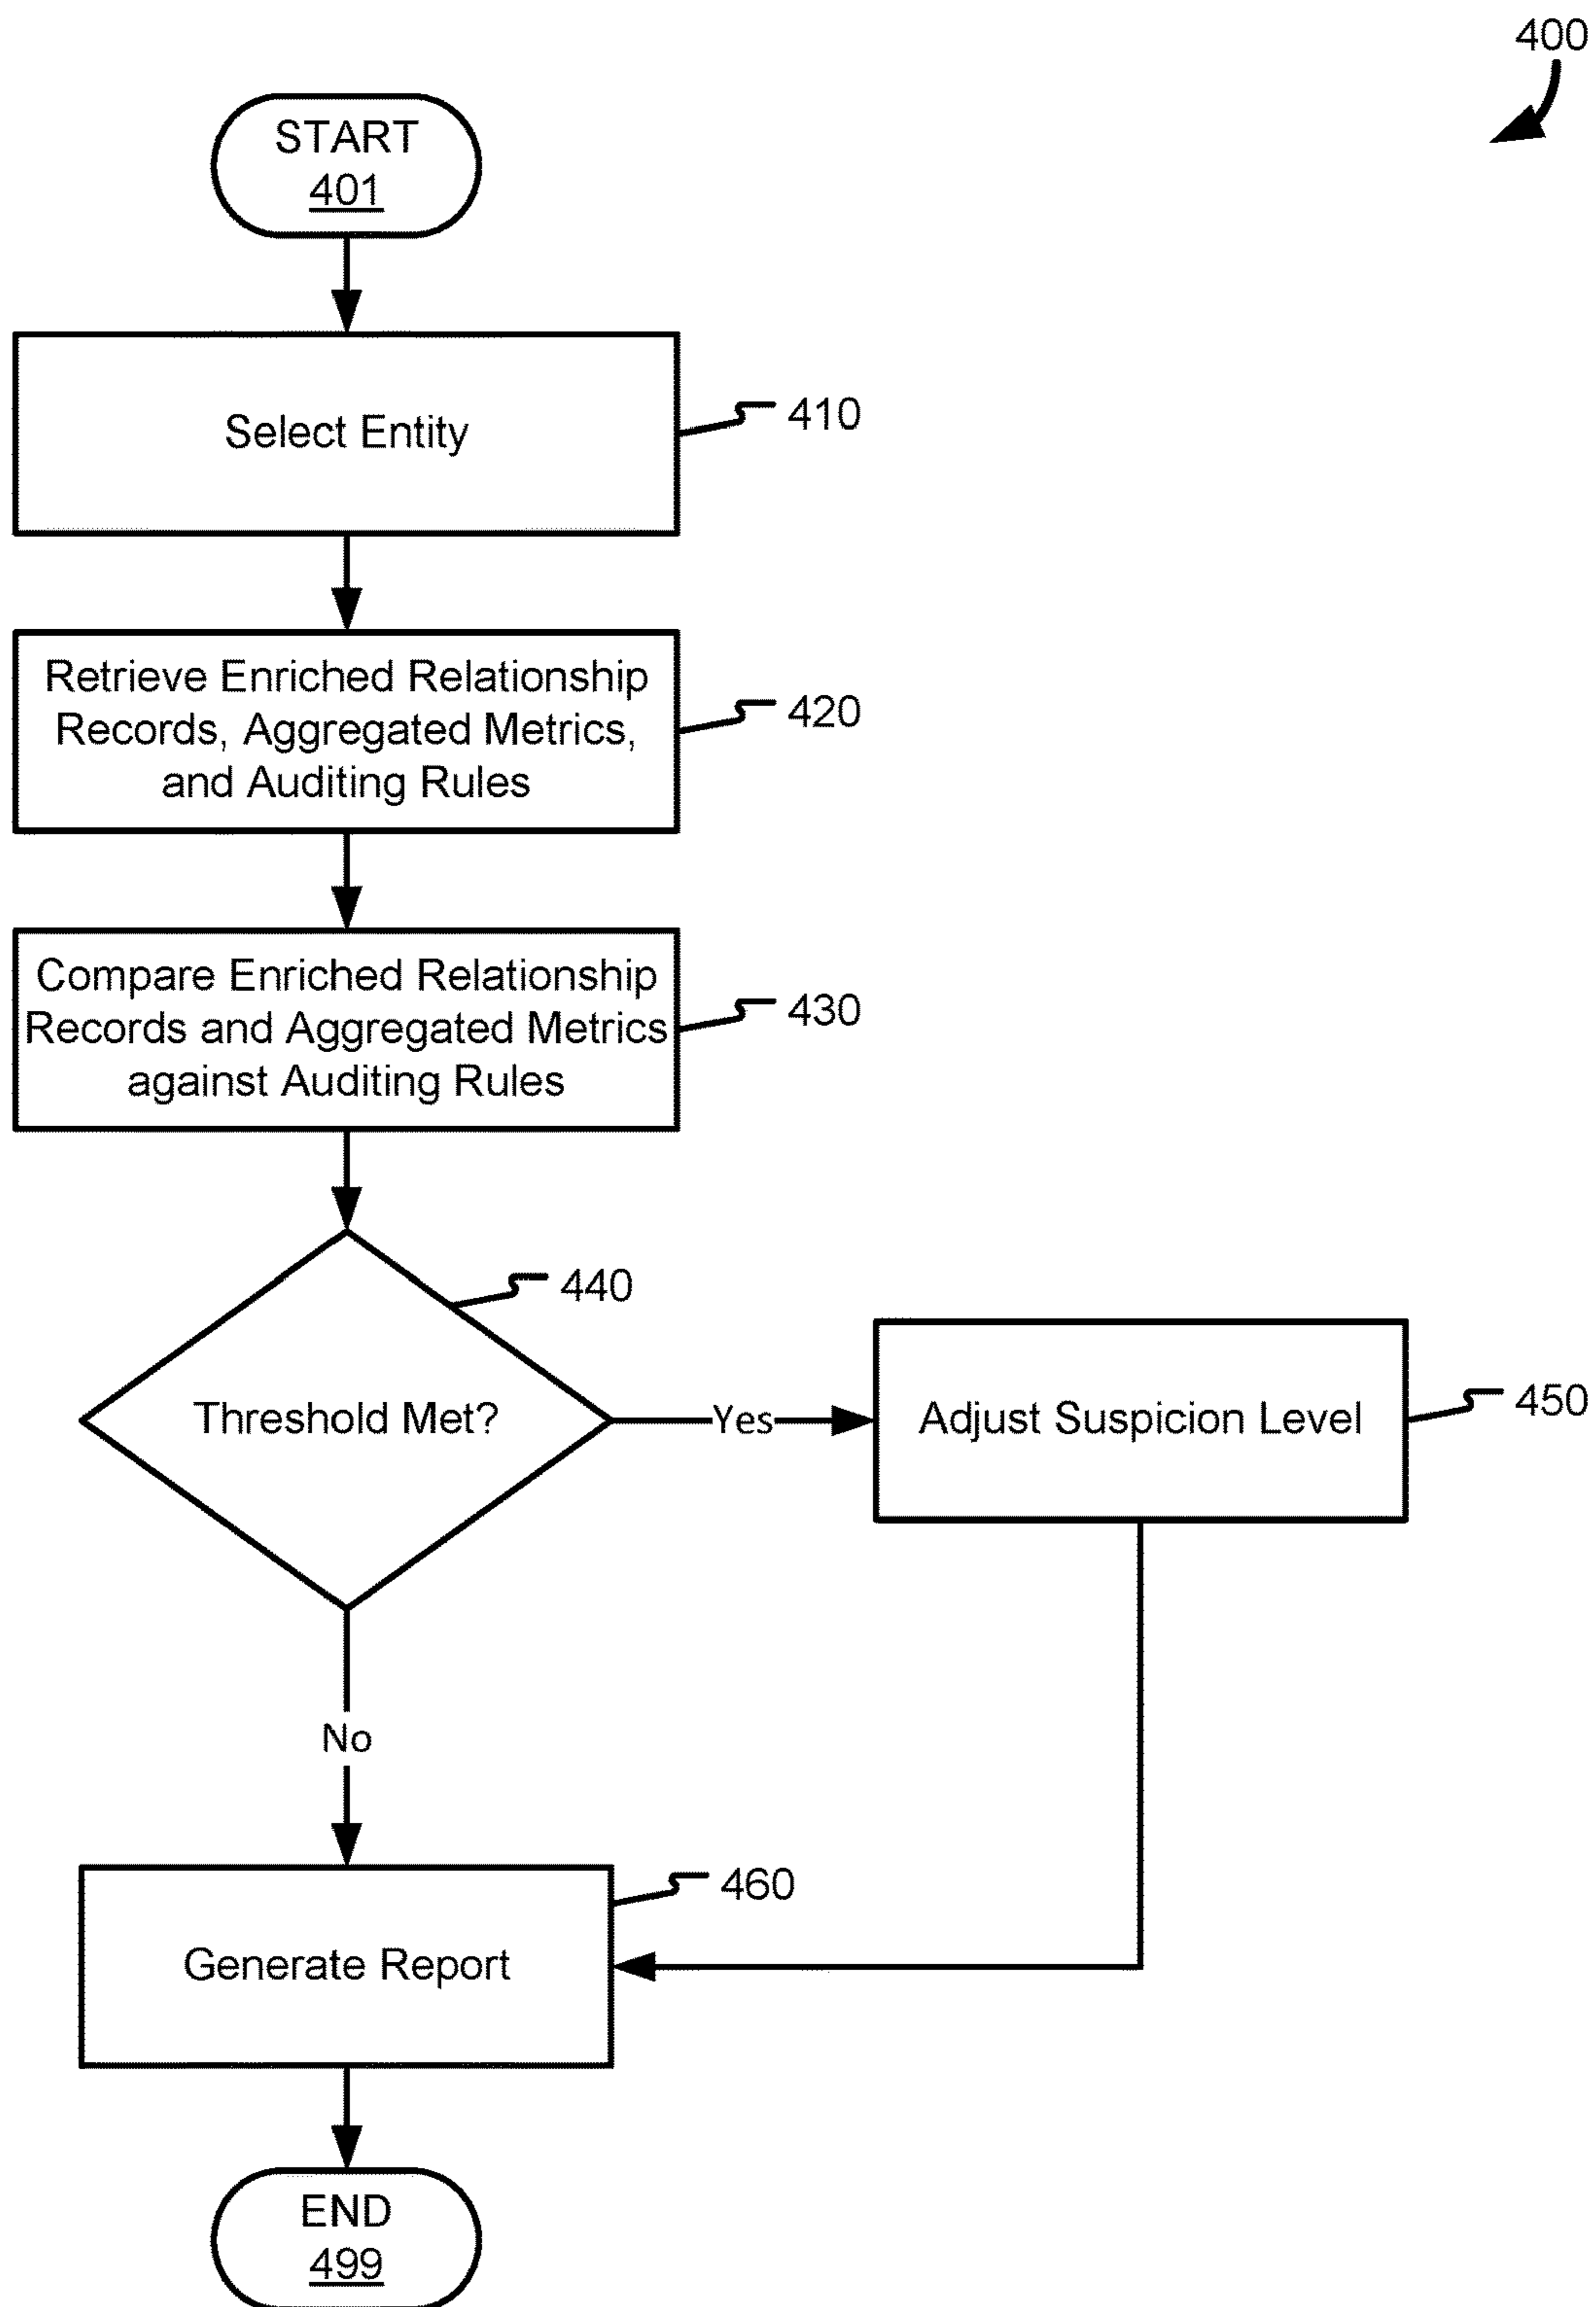 400
START
401
Select Entity
410
Retrieve Enriched Relationship
Records, Aggregated Metrics,
and Auditing Rules
420
Compare Enriched Relationship
Records and Aggregated Metrics
against Auditing Rules
430
440
Threshold Met?
Yes
Adjust Suspicion Level
450
No
460
Generate Report
END
499